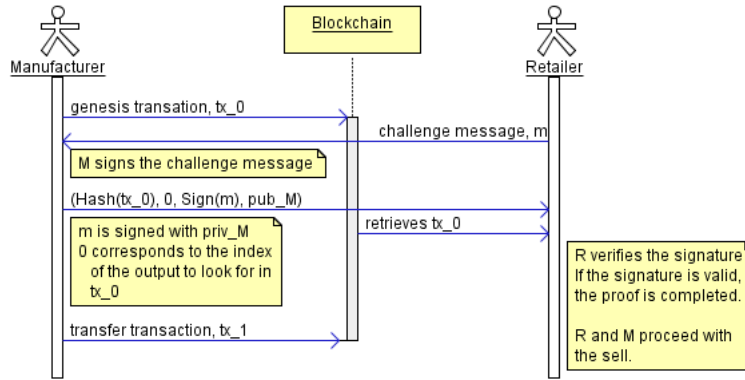 Blockchain
Manufacturer
Retailer
genesis transation, tx_0
challenge message, m
M signs the challenge message
(Hash(tx_0), 0, Sign(m), pub_M)
retrieves tx_0
m is signed with priv_M
0 corresponds to the index
of the output to look for in
tx_0
R verifies the signature
If the signature is valid,
the proof is completed.
R and M proceed with
the sell.
transfer transaction, tx_1